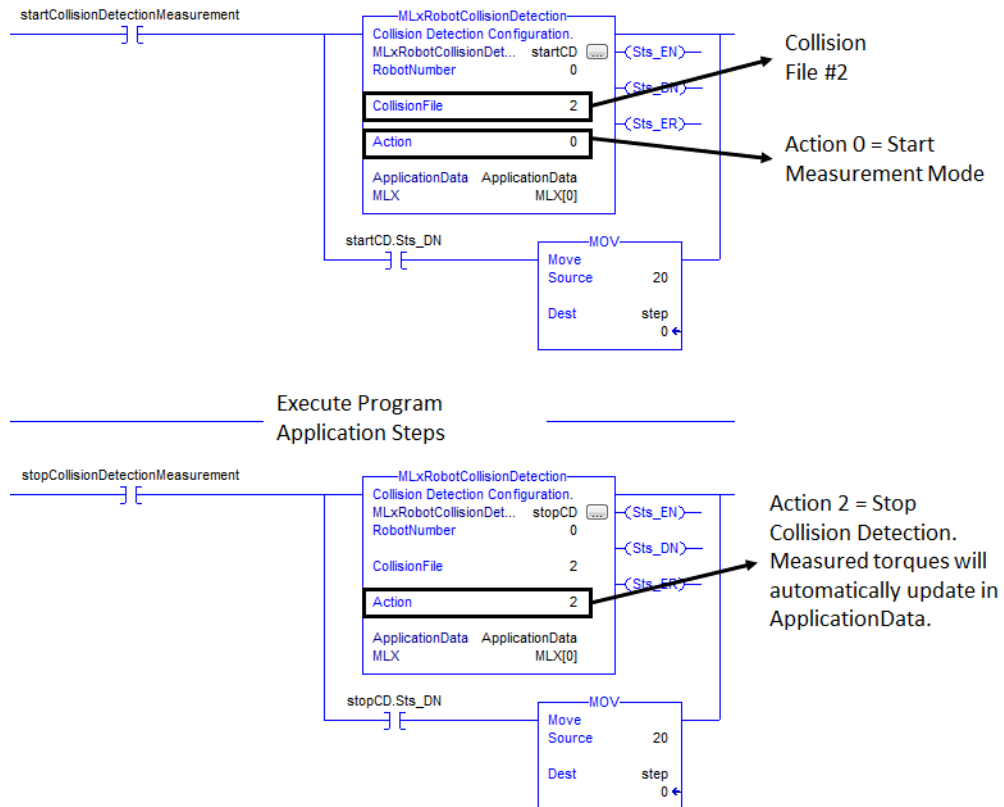 startCollisionDetectionMeasurement
MLxRobotCollisionDetection
Collision Detection Configuration.
MLxRobotCollisionDet... startCD ... Sts_EN
RobotNumber 0
Sts_DN
CollisionFile 2
Sts_ER
Action 0
ApplicationData ApplicationData
MLX MLX[0]
Collision
File #2
Action 0 = Start
Measurement Mode
startCD.Sts_DN
MOV
Move
Source 20
Dest step
0
Execute Program
Application Steps
stopCollisionDetectionMeasurement
MLxRobotCollisionDetection
Collision Detection Configuration.
MLxRobotCollisionDet... stopCD ... Sts_EN
RobotNumber 0
Sts_DN
CollisionFile 2
Sts_ER
Action 2
ApplicationData ApplicationData
MLX MLX[0]
Action 2 = Stop
Collision Detection.
Measured torques will
automatically update in
ApplicationData.
stopCD.Sts_DN
MOV
Move
Source 20
Dest step
0